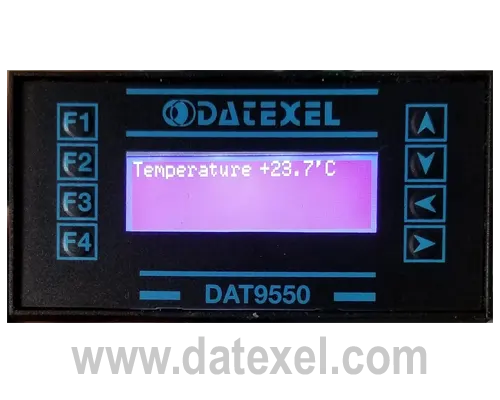 DATEXEL
F1
F2
F3
F4
Temperature +23.7'C
DAT9550
www.datexel.com